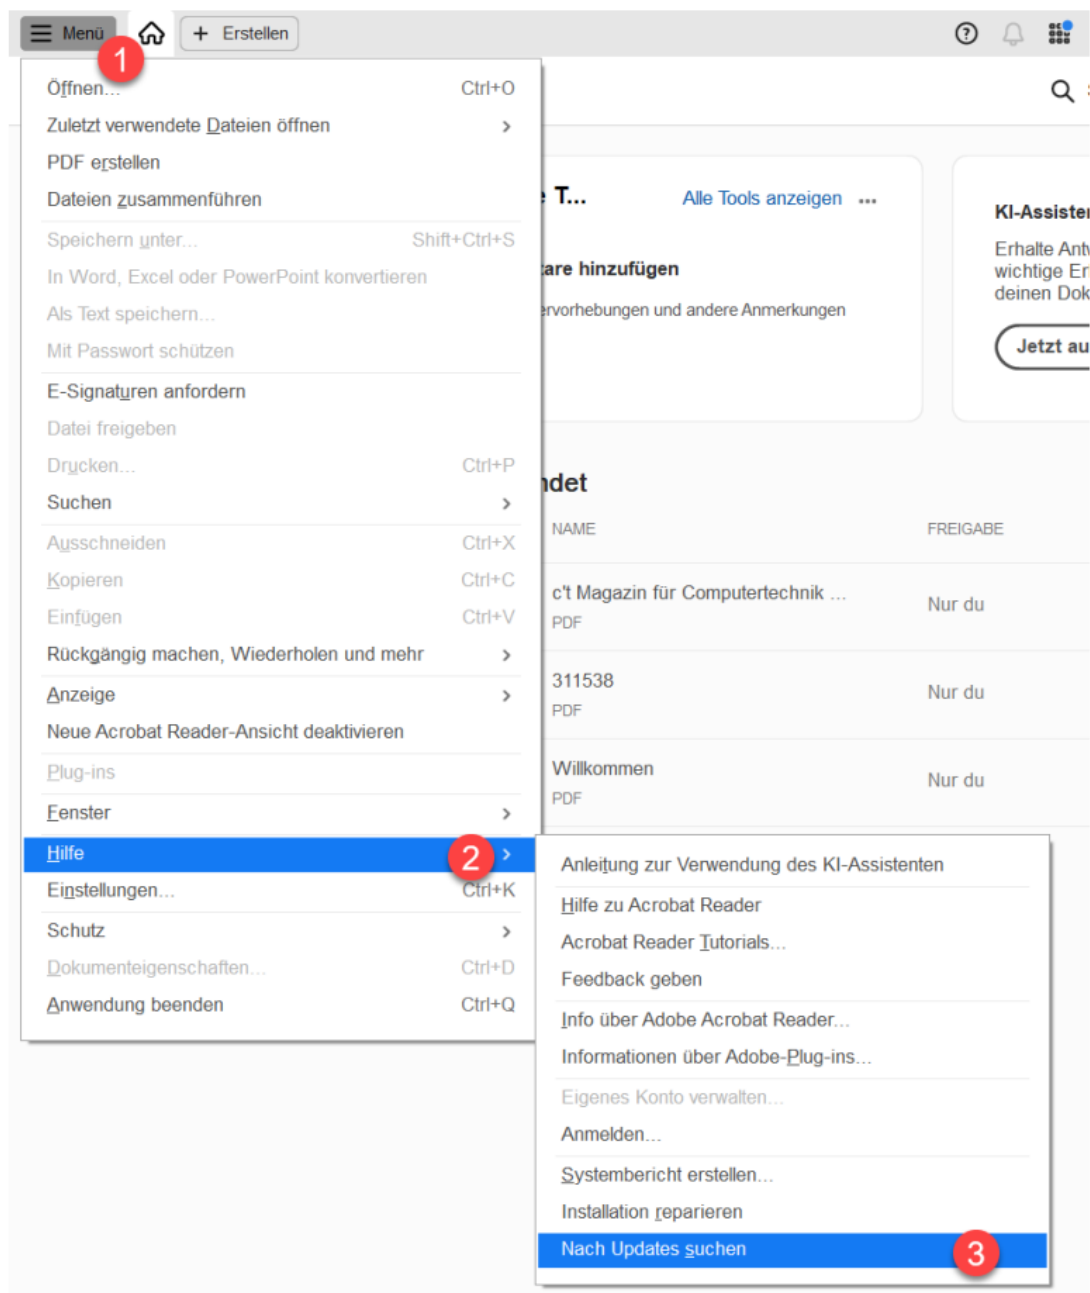 Menü
+ Erstellen
1
Öffnen... Ctrl+O
Zuletzt verwendete Dateien öffnen
PDF erstellen
Dateien zusammenführen
Speichern unter... Shift+Ctrl+S
In Word, Excel oder PowerPoint konvertieren
Als Text speichern...
Mit Passwort schützen
E-Signaturen anfordern
Datei freigeben
Drucken... Ctrl+P
Suchen
Ausschneiden Ctrl+X
Kopieren Ctrl+C
Einfügen Ctrl+V
Rückgängig machen, Wiederholen und mehr
Anzeige
Neue Acrobat Reader-Ansicht deaktivieren
Plug-ins
Fenster
Hilfe 2
Einstellungen... Ctrl+K
Schutz
Dokumenteigenschaften... Ctrl+D
Anwendung beenden Ctrl+Q
T... Alle Tools anzeigen ...
tare hinzufügen
ervorhebungen und andere Anmerkungen
KI-Assisten
Erhalte Antw
wichtige Er
deinen Dok
Jetzt au
ndet
NAME FREIGABE
c't Magazin für Computertechnik ...
PDF
Nur du
311538
PDF
Nur du
Willkommen
PDF
Nur du
Anleitung zur Verwendung des KI-Assistenten
Hilfe zu Acrobat Reader
Acrobat Reader Tutorials...
Feedback geben
Info über Adobe Acrobat Reader...
Informationen über Adobe-Plug-ins...
Eigenes Konto verwalten...
Anmelden...
Systembericht erstellen...
Installation reparieren
Nach Updates suchen 3